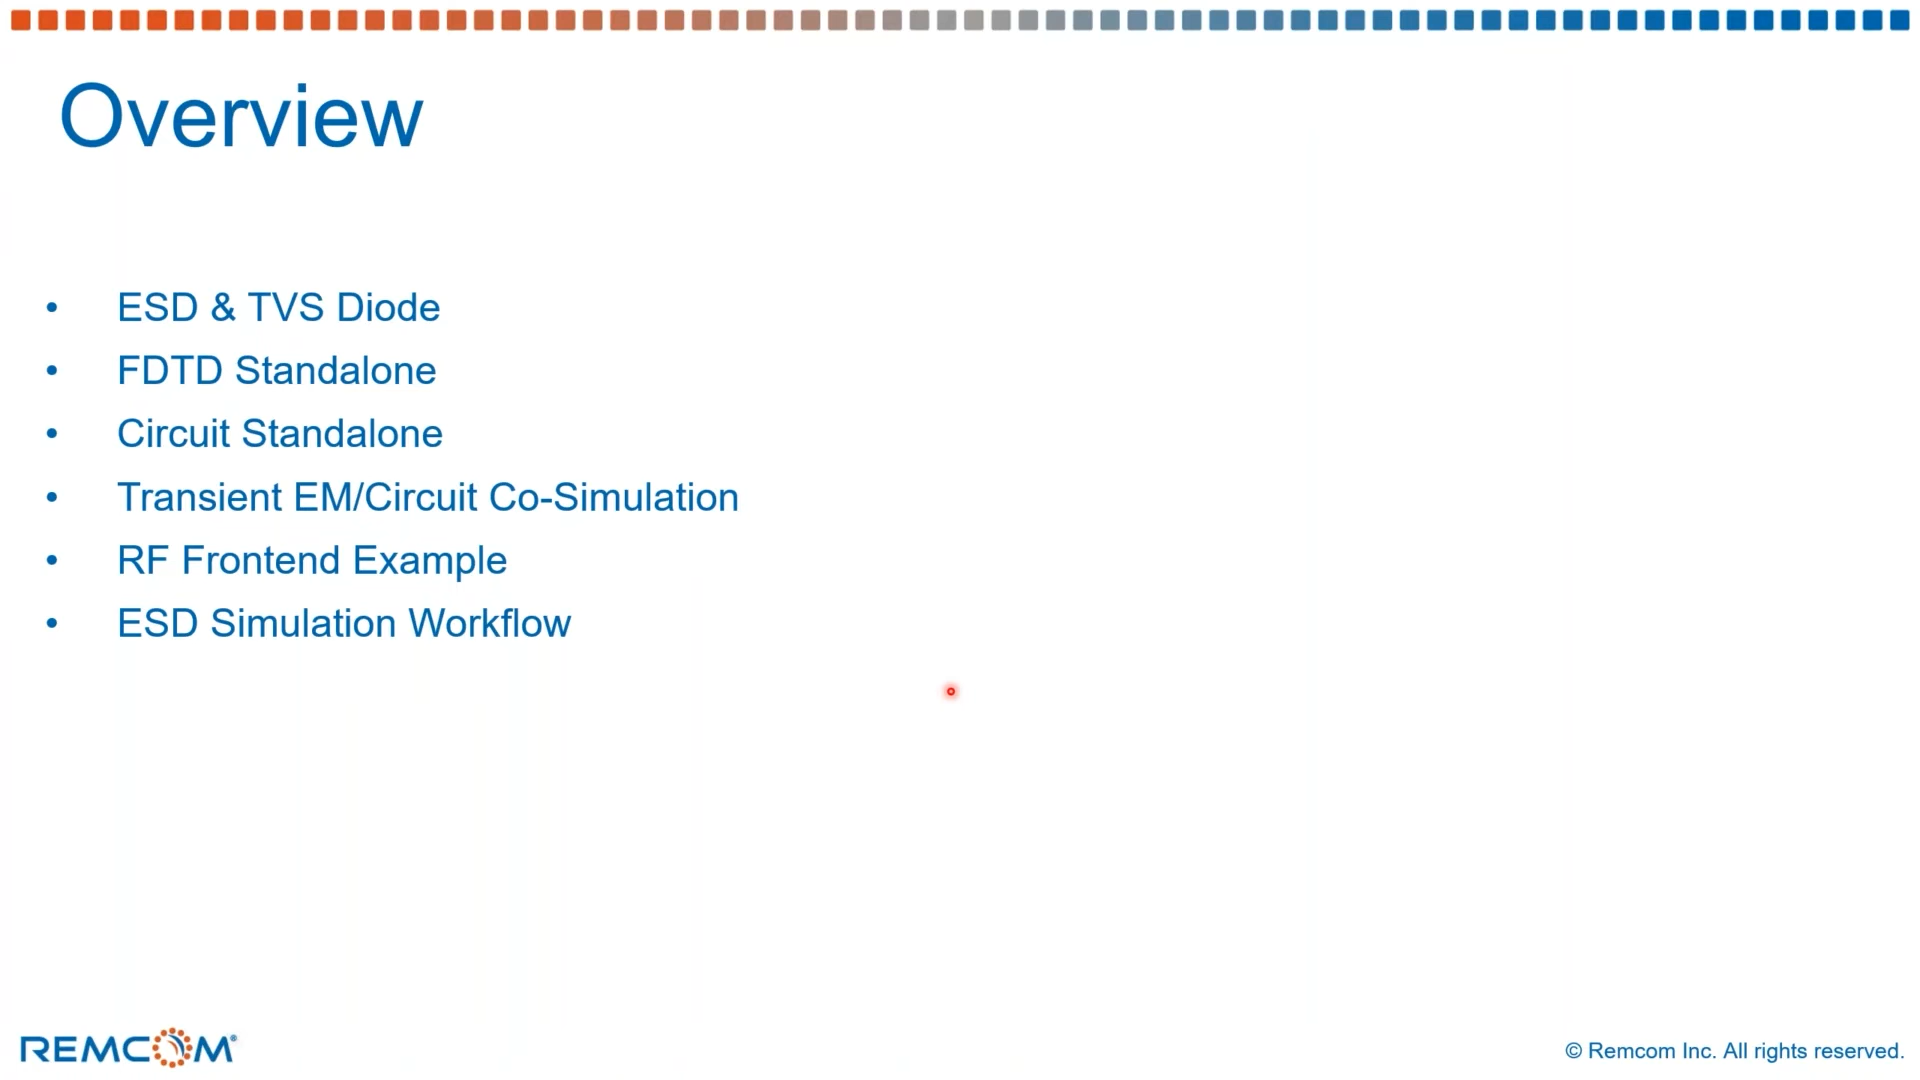 Overview
• ESD & TVS Diode
• FDTD Standalone
• Circuit Standalone
• Transient EM/Circuit Co-Simulation
• RF Frontend Example
• ESD Simulation Workflow
REMCOM®
© Remcom Inc. All rights reserved.